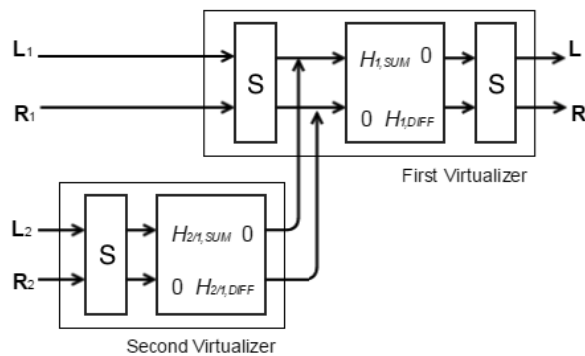 L1
R1
S
H1,SUM 0
0 H1,DIFF
S
L
R
First Virtualizer
L2
R2
S
H2/1,SUM 0
0 H2/1,DIFF
Second Virtualizer